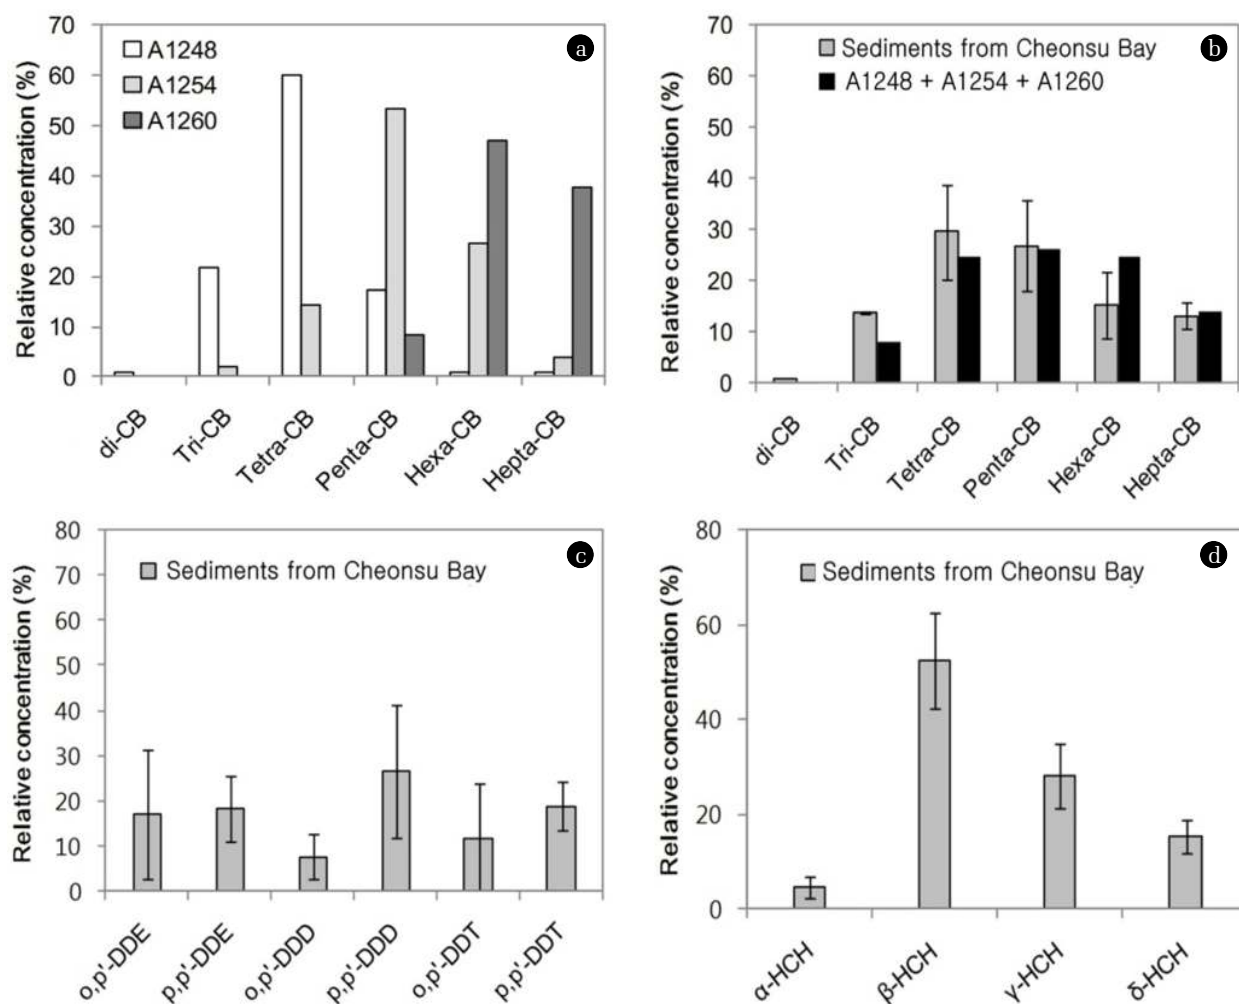 a
Relative concentration (%)
70
60
50
40
30
20
10
0
A1248
A1254
A1260
di-CB
Tri-CB
Tetra-CB
Penta-CB
Hexa-CB
Hepta-CB
b
Relative concentration (%)
70
60
50
40
30
20
10
0
Sediments from Cheonsu Bay
A1248 + A1254 + A1260
di-CB
Tri-CB
Tetra-CB
Penta-CB
Hexa-CB
Hepta-CB
c
Relative concentration (%)
80
70
60
50
40
30
20
10
0
Sediments from Cheonsu Bay
o,p'-DDE
p,p'-DDE
o,p'-DDD
p,p'-DDD
o,p'-DDT
p,p'-DDT
d
Relative concentration (%)
80
60
40
20
0
Sediments from Cheonsu Bay
α-HCH
β-HCH
γ-HCH
δ-HCH